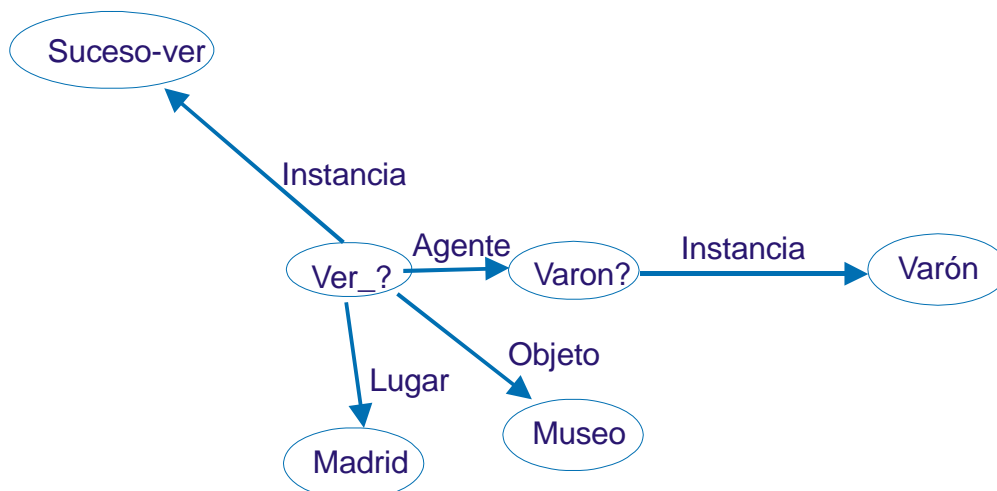 Suceso-ver
Instancia
Agente
Instancia
Ver_?
Varon?
Varón
Objeto
Lugar
Museo
Madrid